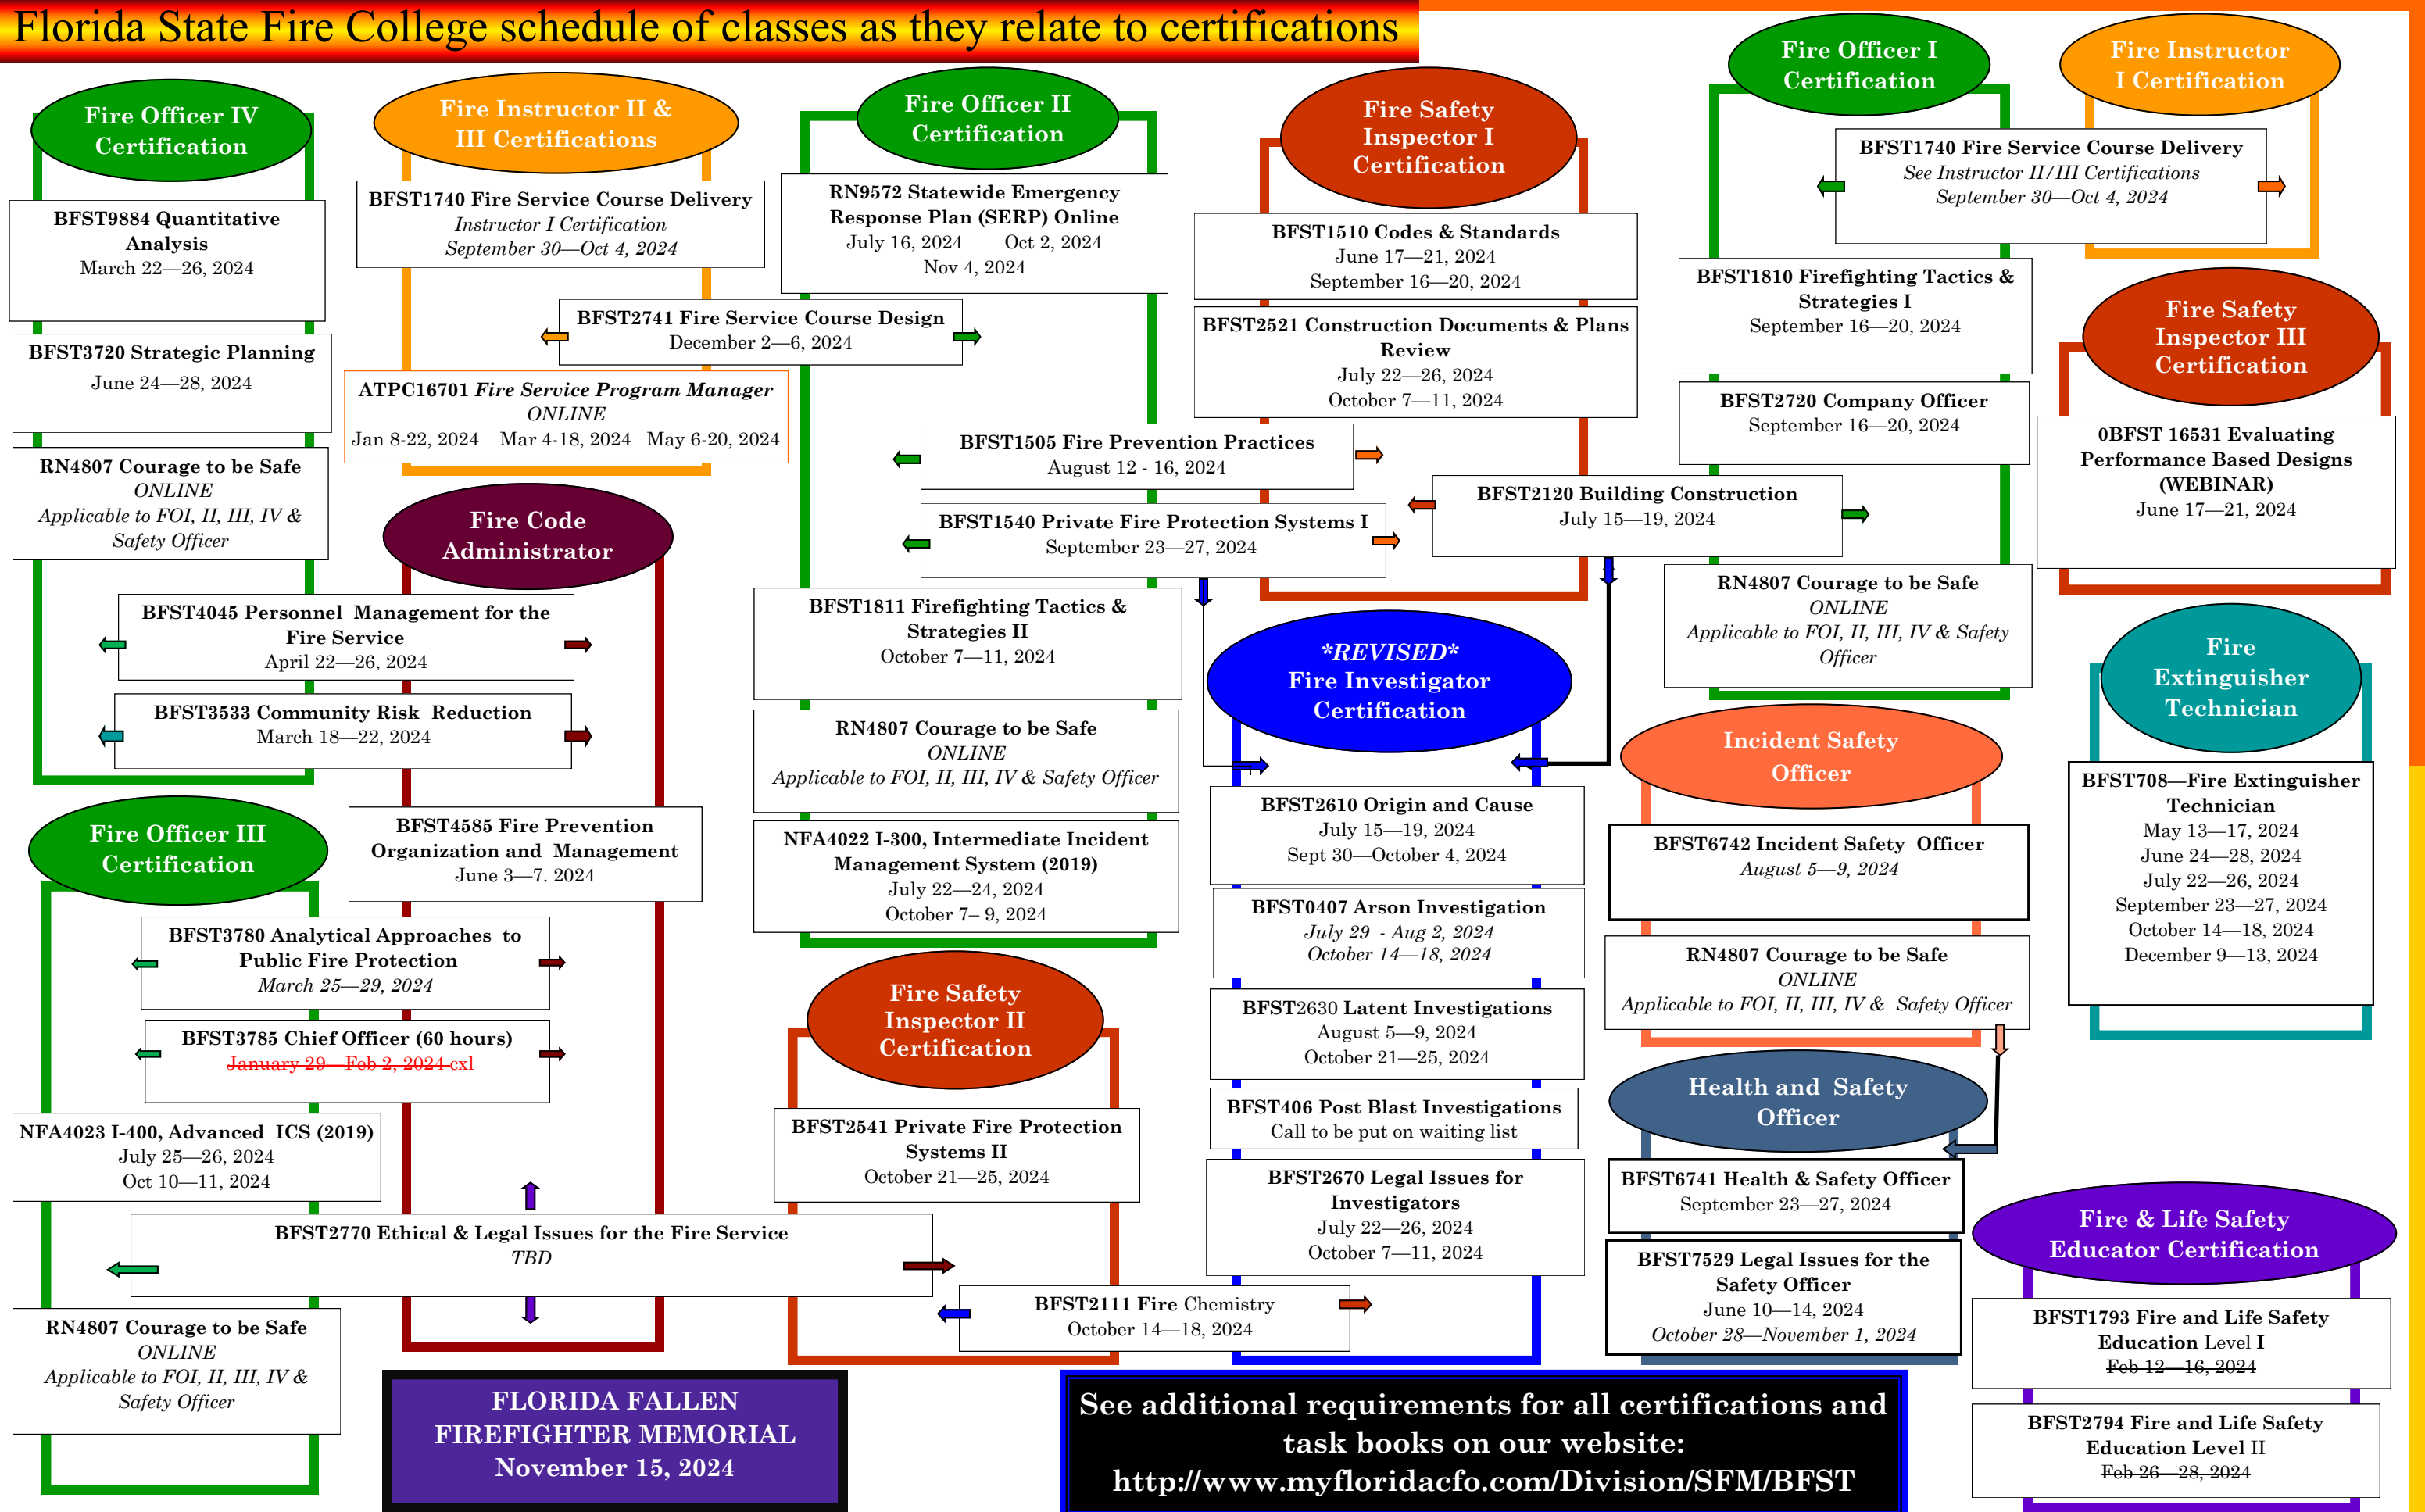 Florida State Fire College schedule of classes as they relate to certifications
Fire Officer IV
Certification
BFST9884 Quantitative
Analysis
March 22—26, 2024
BFST3720 Strategic Planning
June 24—28, 2024
RN4807 Courage to be Safe
ONLINE
Applicable to FOI, II, III, IV &
Safety Officer
BFST4045 Personnel Management for the
Fire Service
April 22—26, 2024
BFST3533 Community Risk Reduction
March 18—22, 2024
Fire Officer III
Certification
BFST3780 Analytical Approaches to
Public Fire Protection
March 25—29, 2024
BFST3785 Chief Officer (60 hours)
January 29—Feb 2, 2024 cxl
NFA4023 I-400, Advanced ICS (2019)
July 25—26, 2024
Oct 10—11, 2024
BFST2770 Ethical & Legal Issues for the Fire Service
TBD
RN4807 Courage to be Safe
ONLINE
Applicable to FOI, II, III, IV &
Safety Officer
Fire Instructor II &
III Certifications
BFST1740 Fire Service Course Delivery
Instructor I Certification
September 30—Oct 4, 2024
BFST2741 Fire Service Course Design
December 2—6, 2024
ATPC16701 Fire Service Program Manager
ONLINE
Jan 8-22, 2024 Mar 4-18, 2024 May 6-20, 2024
Fire Code
Administrator
BFST4585 Fire Prevention
Organization and Management
June 3—7. 2024
FLORIDA FALLEN
FIREFIGHTER MEMORIAL
November 15, 2024
Fire Officer II
Certification
RN9572 Statewide Emergency
Response Plan (SERP) Online
July 16, 2024 Oct 2, 2024
Nov 4, 2024
BFST1505 Fire Prevention Practices
August 12 - 16, 2024
BFST1540 Private Fire Protection Systems I
September 23—27, 2024
BFST1811 Firefighting Tactics &
Strategies II
October 7—11, 2024
RN4807 Courage to be Safe
ONLINE
Applicable to FOI, II, III, IV & Safety Officer
NFA4022 I-300, Intermediate Incident
Management System (2019)
July 22—24, 2024
October 7– 9, 2024
Fire Safety
Inspector II
Certification
BFST2541 Private Fire Protection
Systems II
October 21—25, 2024
BFST2111 Fire Chemistry
October 14—18, 2024
Fire Safety
Inspector I
Certification
BFST1510 Codes & Standards
June 17—21, 2024
September 16—20, 2024
BFST2521 Construction Documents & Plans
Review
July 22—26, 2024
October 7—11, 2024
BFST2120 Building Construction
July 15—19, 2024
*REVISED*
Fire Investigator
Certification
BFST2610 Origin and Cause
July 15—19, 2024
Sept 30—October 4, 2024
BFST0407 Arson Investigation
July 29 - Aug 2, 2024
October 14—18, 2024
BFST2630 Latent Investigations
August 5—9, 2024
October 21—25, 2024
BFST406 Post Blast Investigations
Call to be put on waiting list
BFST2670 Legal Issues for
Investigators
July 22—26, 2024
October 7—11, 2024
See additional requirements for all certifications and
task books on our website:
http://www.myfloridacfo.com/Division/SFM/BFST
Fire Officer I
Certification
Fire Instructor
I Certification
BFST1740 Fire Service Course Delivery
See Instructor II/III Certifications
September 30—Oct 4, 2024
BFST1810 Firefighting Tactics &
Strategies I
September 16—20, 2024
BFST2720 Company Officer
September 16—20, 2024
RN4807 Courage to be Safe
ONLINE
Applicable to FOI, II, III, IV & Safety
Officer
Incident Safety
Officer
BFST6742 Incident Safety Officer
August 5—9, 2024
RN4807 Courage to be Safe
ONLINE
Applicable to FOI, II, III, IV & Safety Officer
Health and Safety
Officer
BFST6741 Health & Safety Officer
September 23—27, 2024
BFST7529 Legal Issues for the
Safety Officer
June 10—14, 2024
October 28—November 1, 2024
Fire Safety
Inspector III
Certification
0BFST 16531 Evaluating
Performance Based Designs
(WEBINAR)
June 17—21, 2024
Fire
Extinguisher
Technician
BFST708—Fire Extinguisher
Technician
May 13—17, 2024
June 24—28, 2024
July 22—26, 2024
September 23—27, 2024
October 14—18, 2024
December 9—13, 2024
Fire & Life Safety
Educator Certification
BFST1793 Fire and Life Safety
Education Level I
Feb 12—16, 2024
BFST2794 Fire and Life Safety
Education Level II
Feb 26—28, 2024